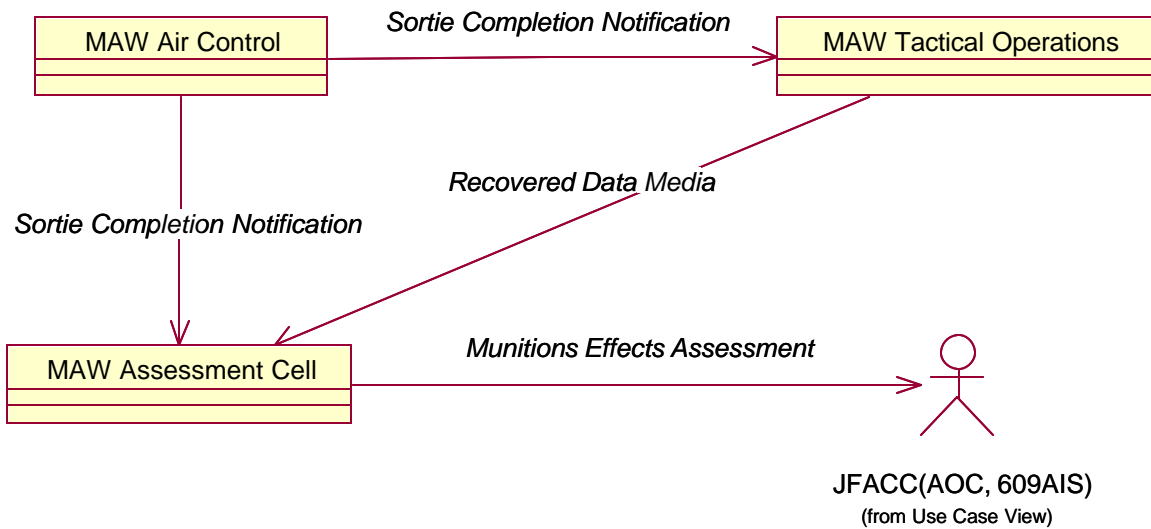 Sortie Completion Notification
MAW Air Control
MAW Tactical Operations
Recovered Data Media
Sortie Completion Notification
Munitions Effects Assessment
MAW Assessment Cell
JFACC(AOC, 609AIS)
(from Use Case View)